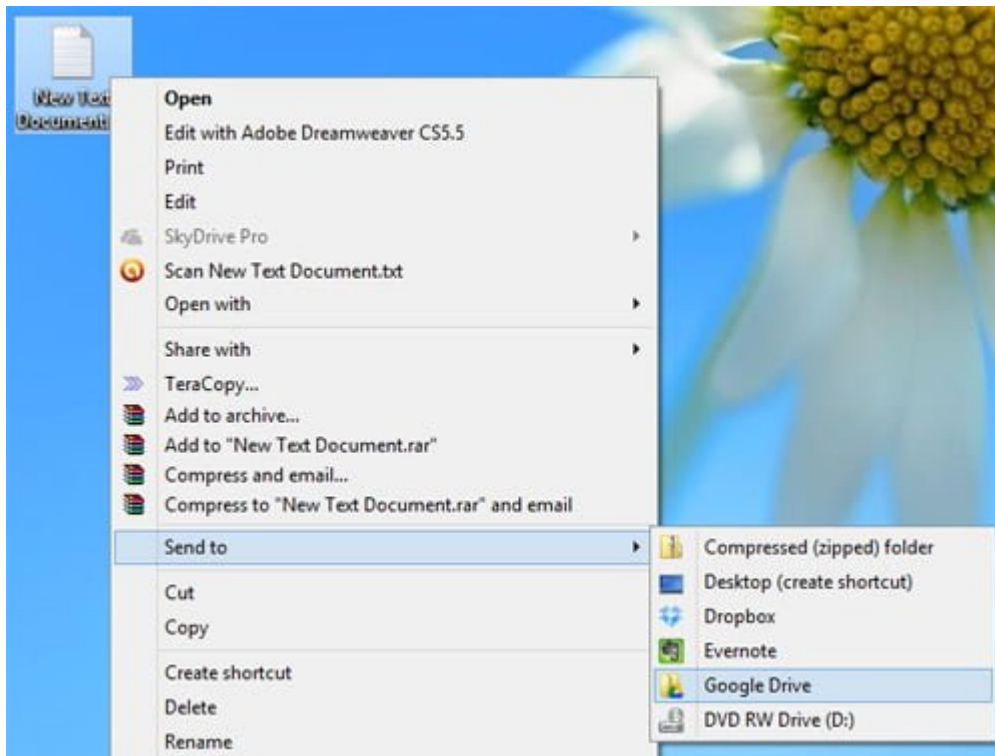 New Text
Document
Open
Edit with Adobe Dreamweaver CS5.5
Print
Edit
SkyDrive Pro
Scan New Text Document.txt
Open with
Share with
TeraCopy...
Add to archive...
Add to "New Text Document.rar"
Compress and email...
Compress to "New Text Document.rar" and email
Send to
Cut
Copy
Create shortcut
Delete
Rename
Compressed (zipped) folder
Desktop (create shortcut)
Dropbox
Evernote
Google Drive
DVD RW Drive (D:)